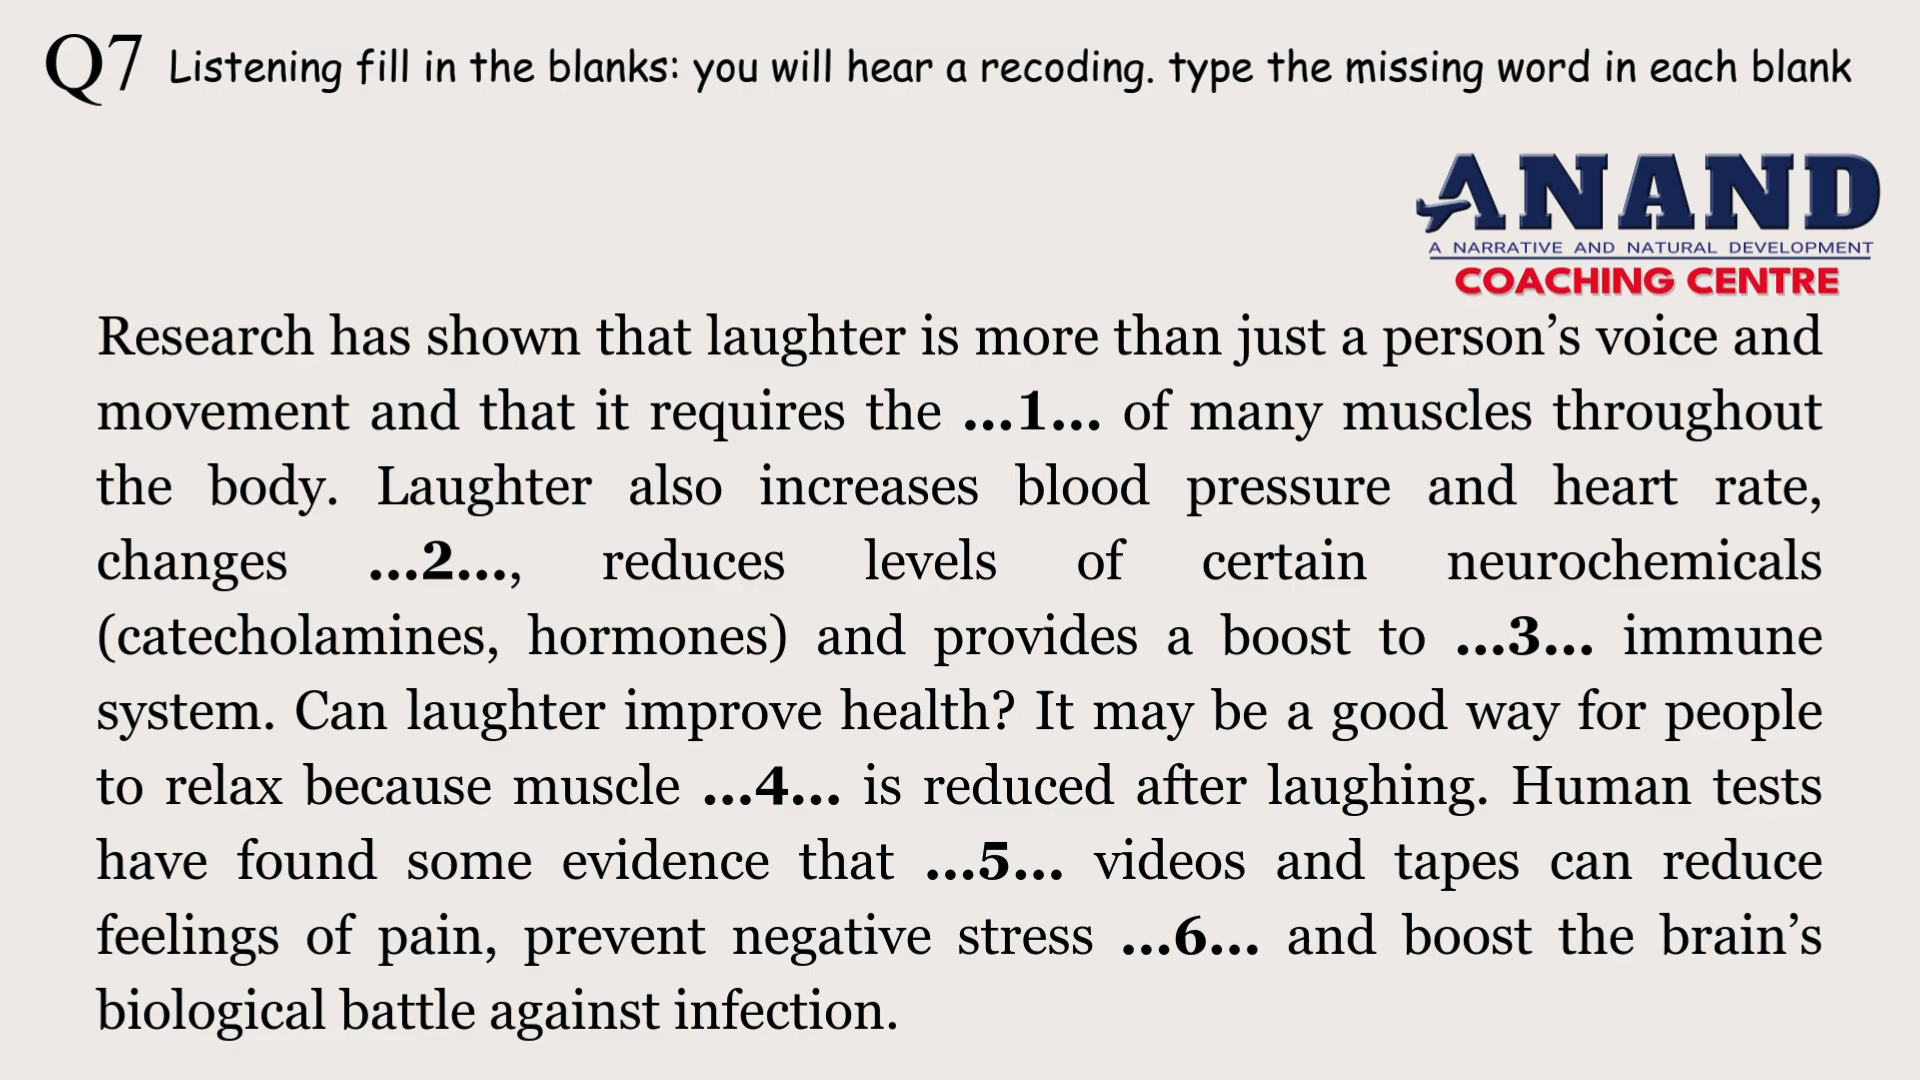 Q7 Listening fill in the blanks: you will hear a recoding. type the missing word in each blank
ANAND
A NARRATIVE AND NATURAL DEVELOPMENT
COACHING CENTRE
Research has shown that laughter is more than just a person’s voice and
movement and that it requires the ...1... of many muscles throughout
the body. Laughter also increases blood pressure and heart rate,
changes ...2..., reduces levels of certain neurochemicals
(catecholamines, hormones) and provides a boost to ...3... immune
system. Can laughter improve health? It may be a good way for people
to relax because muscle ...4... is reduced after laughing. Human tests
have found some evidence that ...5... videos and tapes can reduce
feelings of pain, prevent negative stress ...6... and boost the brain’s
biological battle against infection.